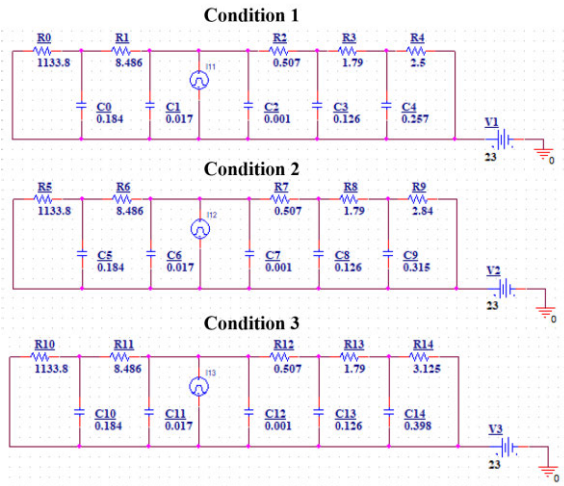 Condition 1
R0 R1 R2 R3 R4
1133.8 8.486 I11 0.507 1.79 2.5
C0 C1 C2 C3 C4
0.184 0.017 0.001 0.126 0.257
V1
23 0
Condition 2
R5 R6 R7 R8 R9
1133.8 8.486 I12 0.507 1.79 2.84
C5 C6 C7 C8 C9
0.184 0.017 0.001 0.126 0.315
V2
23 0
Condition 3
R10 R11 R12 R13 R14
1133.8 8.486 I13 0.507 1.79 3.125
C10 C11 C12 C13 C14
0.184 0.017 0.001 0.126 0.398
V3
23 0